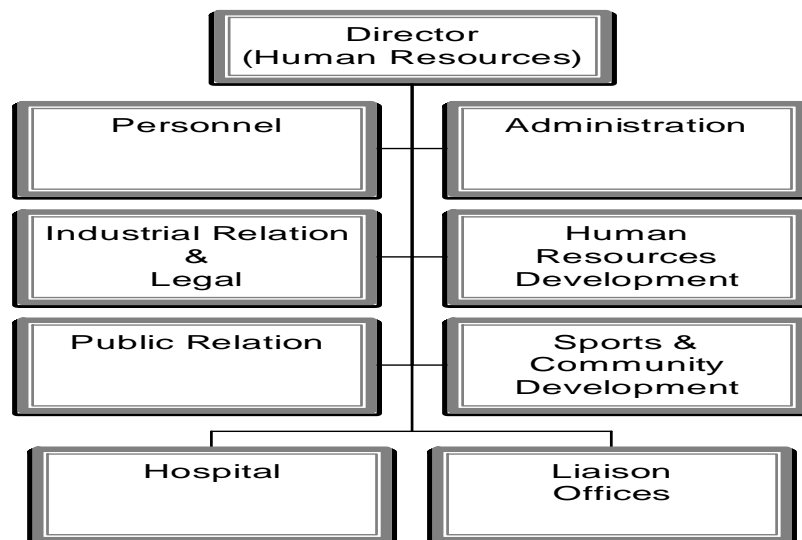 Director
(Human Resources)
Personnel
Administration
Industrial Relation
&
Legal
Human
Resources
Development
Public Relation
Sports &
Community
Development
Hospital
Liaison
Offices